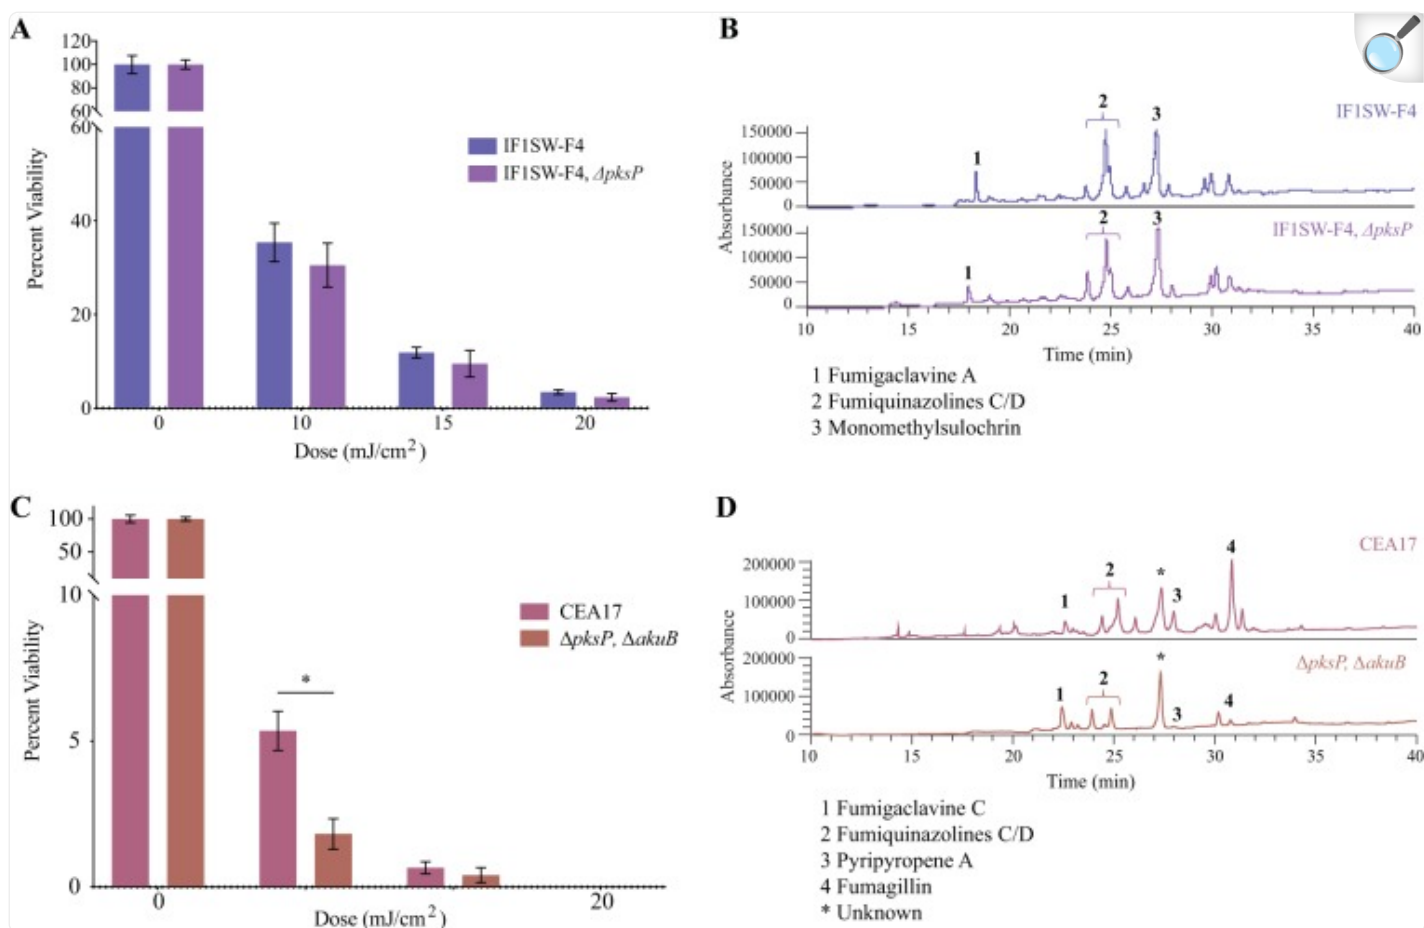 A
120
100
80
60
60
40
20
0
Percent Viability
IF1SW-F4
IF1SW-F4, ΔpksP
0 10 15 20
Dose (mJ/cm2)
B
IF1SW-F4
2
3
1
150000
100000
50000
0
Absorbance
IF1SW-F4, ΔpksP
2
3
1
150000
100000
50000
0
10 15 20 25 30 35 40
Time (min)
1 Fumigaclavine A
2 Fumiquinazolines C/D
3 Monomethylsulochrin
C
100
50
10
5
0
Percent Viability
CEA17
ΔpksP, ΔakuB
*
0 20
Dose (mJ/cm2)
D
CEA17
4
2
*
3
1
200000
100000
0
Absorbance
ΔpksP, ΔakuB
*
2
1
3
4
200000
100000
0
10 15 20 25 30 35 40
Time (min)
1 Fumigaclavine C
2 Fumiquinazolines C/D
3 Pyripyropene A
4 Fumagillin
* Unknown